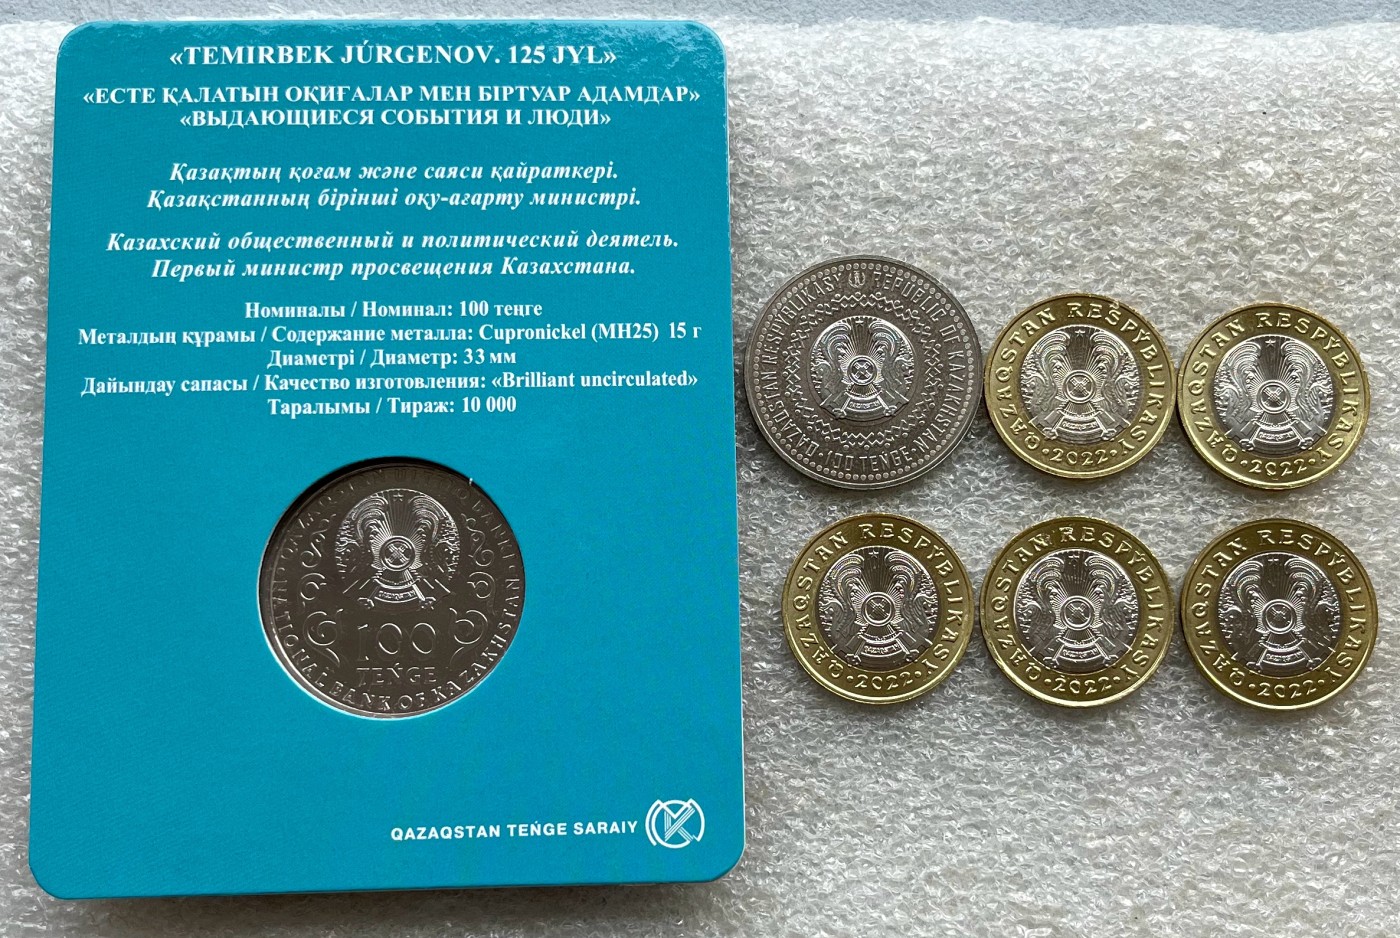 «TEMIRBEK JÚRGENOV. 125 JYL»
«ЕСТЕ ҚАЛАТЫН ОҚИҒАЛАР МЕН БІРТУАР АДАМДАР»
«ВЫДАЮЩИЕСЯ СОБЫТИЯ И ЛЮДИ»
Қазақтың қоғам және саяси қайраткері.
Қазақстанның бірінші оқу-ағарту министрі.
Казахский общественный и политический деятель.
Первый министр просвещения Казахстана.
Номиналы / Номинал: 100 теңге
Металдың құрамы / Содержание металла: Cupronickel (МН25) 15 г
Диаметрі / Диаметр: 33 мм
Дайындау сапасы / Качество изготовления: «Brilliant uncirculated»
Таралымы / Тираж: 10 000
100
TEŃGE
NATIONAL BANK OF KAZAKHSTAN
QAZAQSTAN TEŃGE SARAIY
QAZAQSTAN RESPÝBLIKASY REPUBLIC OF KAZAKHSTAN
100 TEŃGE
QAZAQSTAN RESPÝBLIKASY
2022
QAZAQSTAN RESPÝBLIKASY
2022
QAZAQSTAN RESPÝBLIKASY
2022
QAZAQSTAN RESPÝBLIKASY
2022
QAZAQSTAN RESPÝBLIKASY
2022